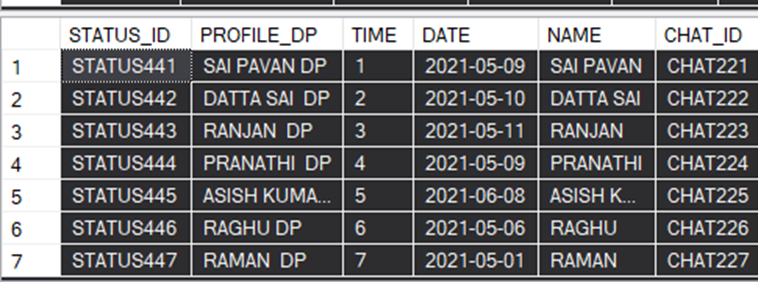 STATUS_ID PROFILE_DP TIME DATE NAME CHAT_ID
1 STATUS441 SAI PAVAN DP 1 2021-05-09 SAI PAVAN CHAT221
2 STATUS442 DATTA SAI  DP 2 2021-05-10 DATTA SAI CHAT222
3 STATUS443 RANJAN  DP 3 2021-05-11 RANJAN CHAT223
4 STATUS444 PRANATHI  DP 4 2021-05-09 PRANATHI CHAT224
5 STATUS445 ASISH KUMA... 5 2021-06-08 ASISH K... CHAT225
6 STATUS446 RAGHU DP 6 2021-05-06 RAGHU CHAT226
7 STATUS447 RAMAN  DP 7 2021-05-01 RAMAN CHAT227